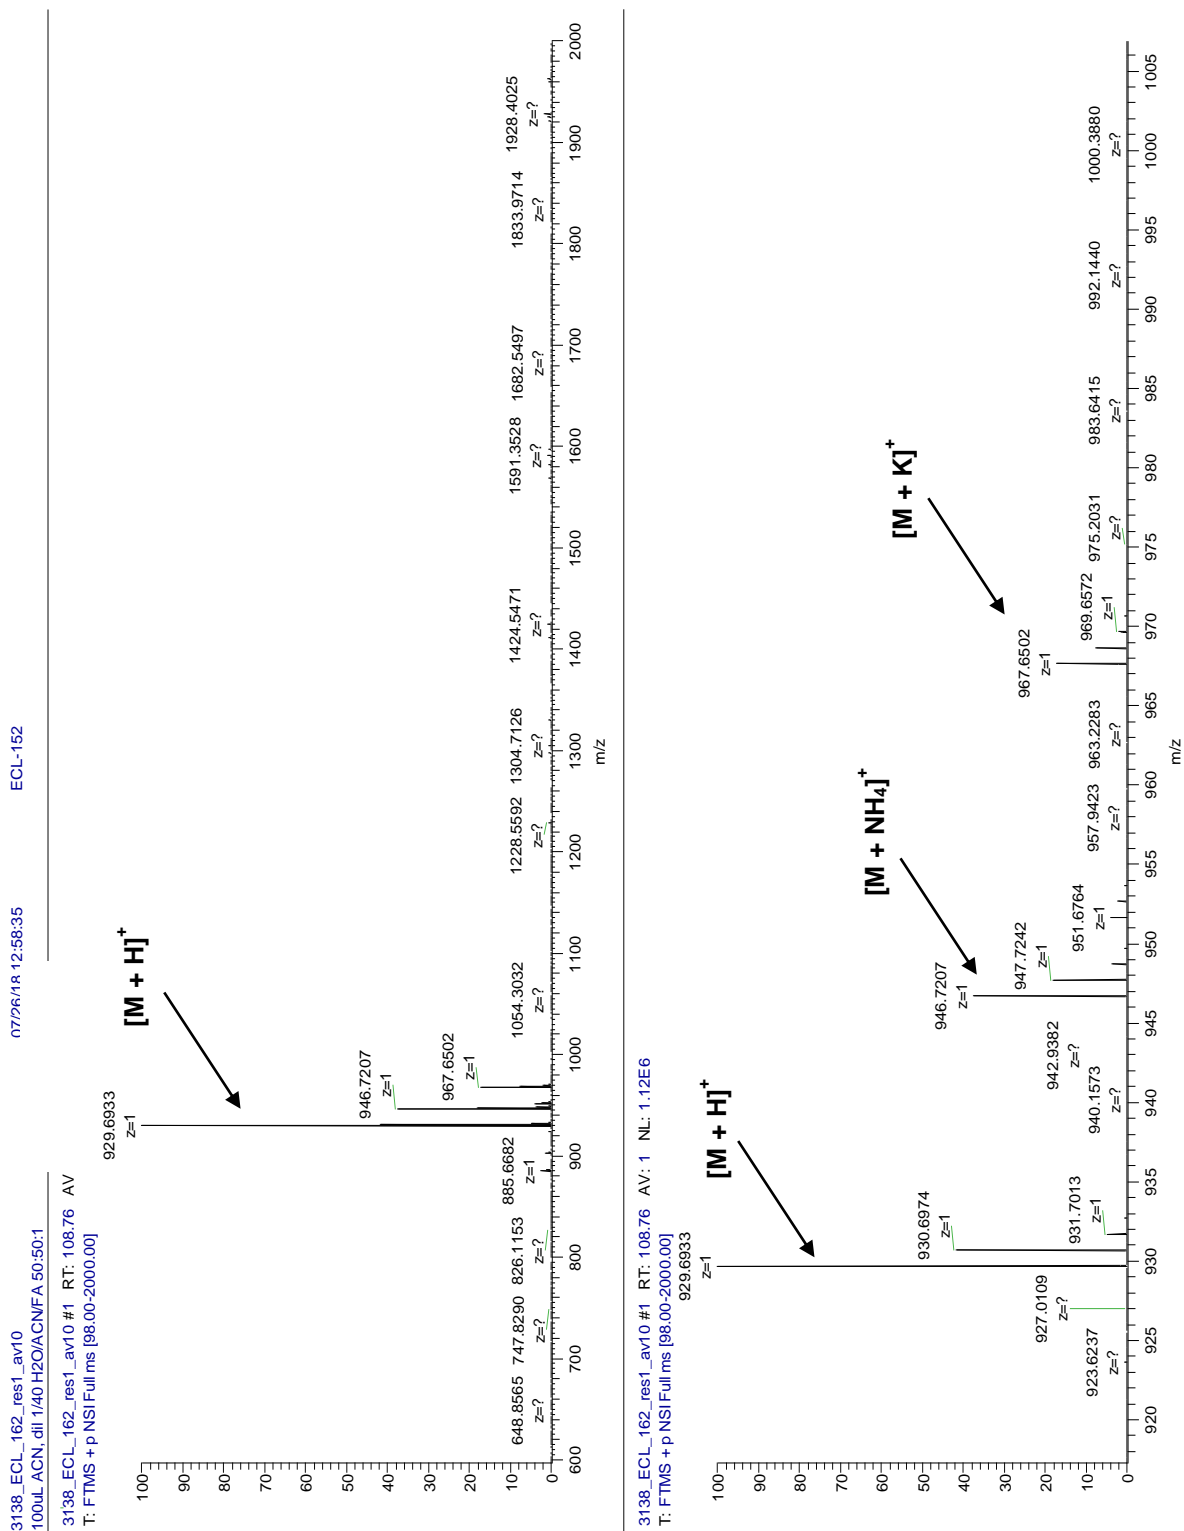 3138_ECL_162_res1_av10
07/26/18 12:58:35
ECL-152
100uL ACN, dil 1/40 H2O/ACN/FA 50:50:1
3138_ECL_162_res1_av10 #1 RT: 108.76 AV
T: FTMS + p NSI Full ms [98.00-2000.00]
[M + H]+
929.6933
z=1
946.7207
z=1
967.6502
z=1
648.8565
z=?
747.8290
z=?
826.1153
z=?
885.6682
z=1
1054.3032
z=?
1228.5592
z=?
1304.7126
z=?
1424.5471
z=?
1591.3528
z=?
1682.5497
z=?
1833.9714
z=?
1928.4025
z=?
100
90
80
70
60
50
40
30
20
10
0
600 700 800 900 1000 1100 1200 1300 1400 1500 1600 1700 1800 1900 2000
m/z
3138_ECL_162_res1_av10 #1 RT: 108.76 AV: 1 NL: 1.12E6
T: FTMS + p NSI Full ms [98.00-2000.00]
929.6933
z=1
[M + H]+
[M + NH4]+
[M + K]+
930.6974
z=1
946.7207
z=1
947.7242
z=1
967.6502
z=1
927.0109
z=?
931.7013
z=1
923.6237
z=?
940.1573
z=?
942.9382
z=?
951.6764
z=1
957.9423
z=?
963.2283
z=?
969.6572
z=1
975.2031
z=?
983.6415
z=?
992.1440
z=?
1000.3880
z=?
100
90
80
70
60
50
40
30
20
10
0
920 925 930 935 940 945 950 955 960 965 970 975 980 985 990 995 1000 1005
m/z